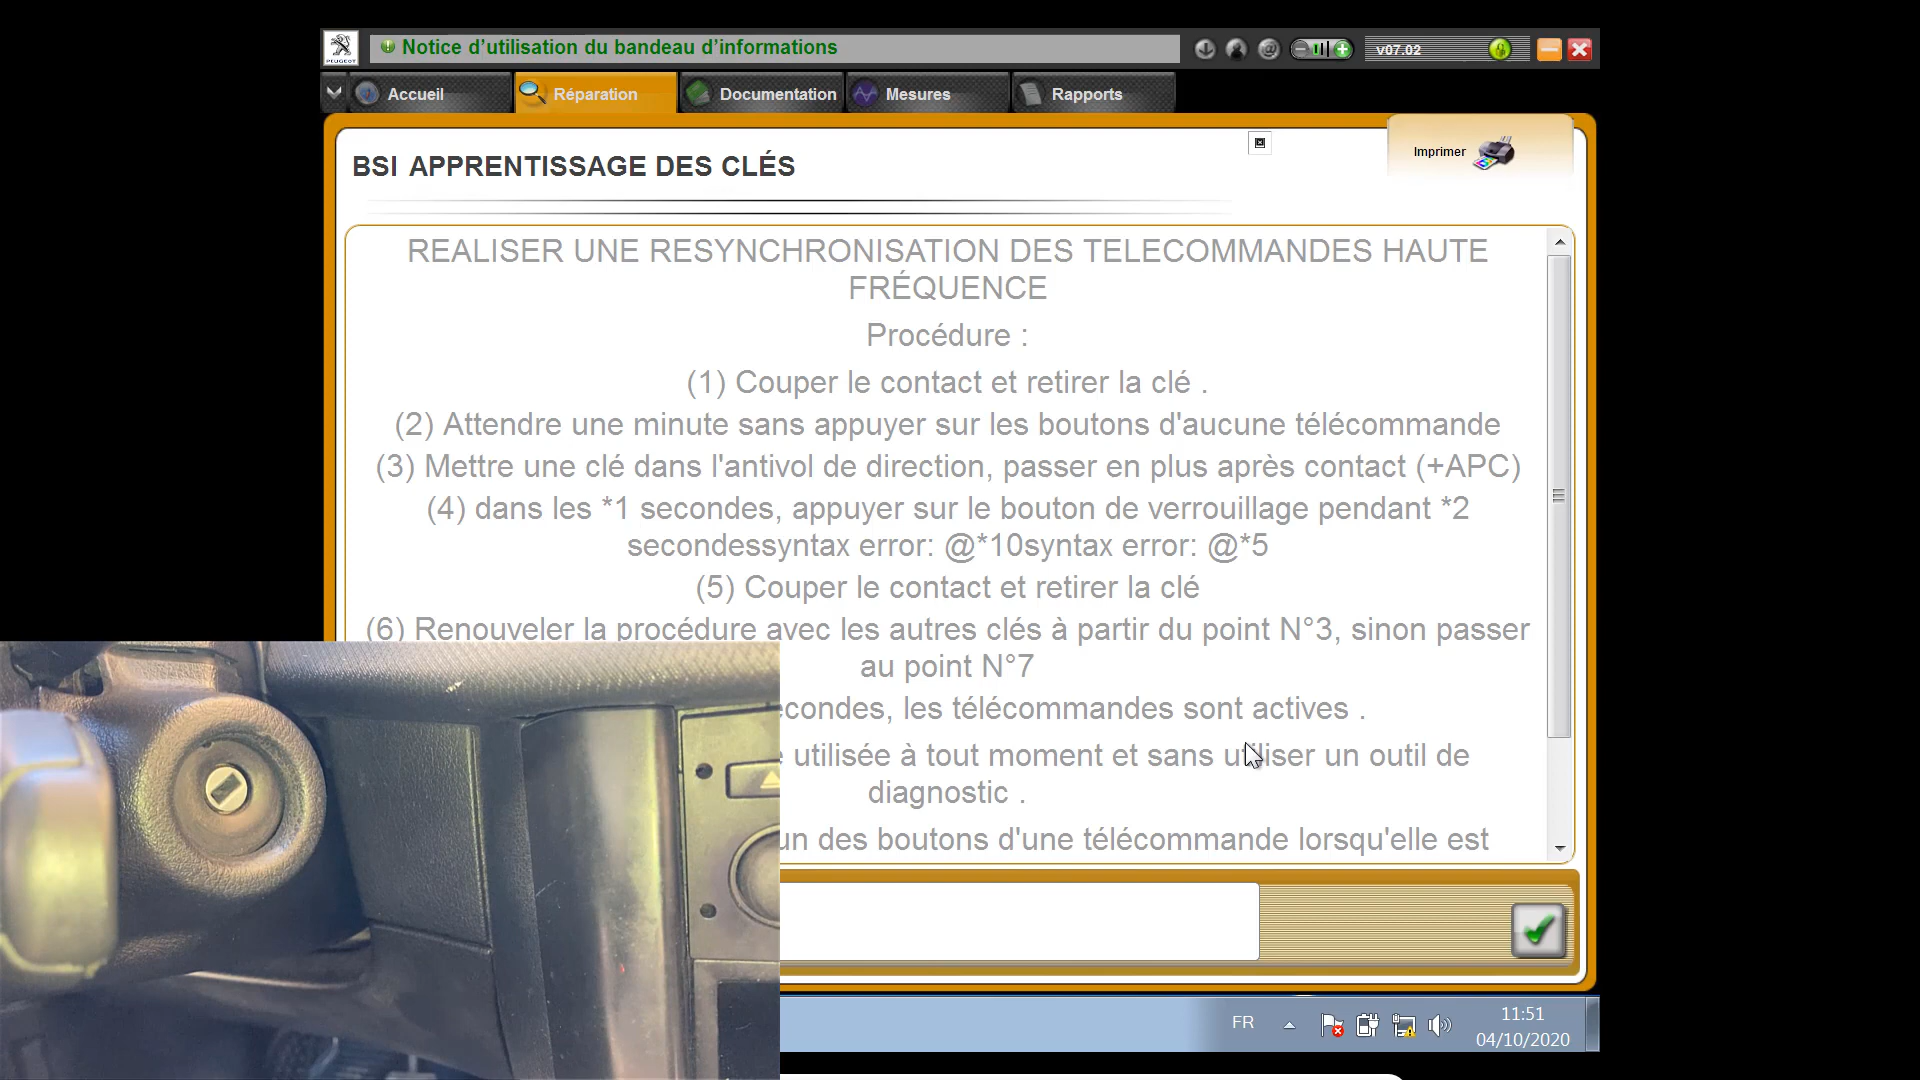 PEUGEOT
Notice d’utilisation du bandeau d’informations
v07.02
Accueil
Réparation
Documentation
Mesures
Rapports
BSI APPRENTISSAGE DES CLÉS
Imprimer
REALISER UNE RESYNCHRONISATION DES TELECOMMANDES HAUTE
FRÉQUENCE
Procédure :
(1) Couper le contact et retirer la clé .
(2) Attendre une minute sans appuyer sur les boutons d'aucune télécommande
(3) Mettre une clé dans l'antivol de direction, passer en plus après contact (+APC)
(4) dans les *1 secondes, appuyer sur le bouton de verrouillage pendant *2
secondessyntax error: @*10syntax error: @*5
(5) Couper le contact et retirer la clé
(6) Renouveler la procédure avec les autres clés à partir du point N°3, sinon passer
au point N°7
condes, les télécommandes sont actives .
utilisée à tout moment et sans utiliser un outil de
diagnostic .
un des boutons d'une télécommande lorsqu'elle est
FR
11:51
04/10/2020